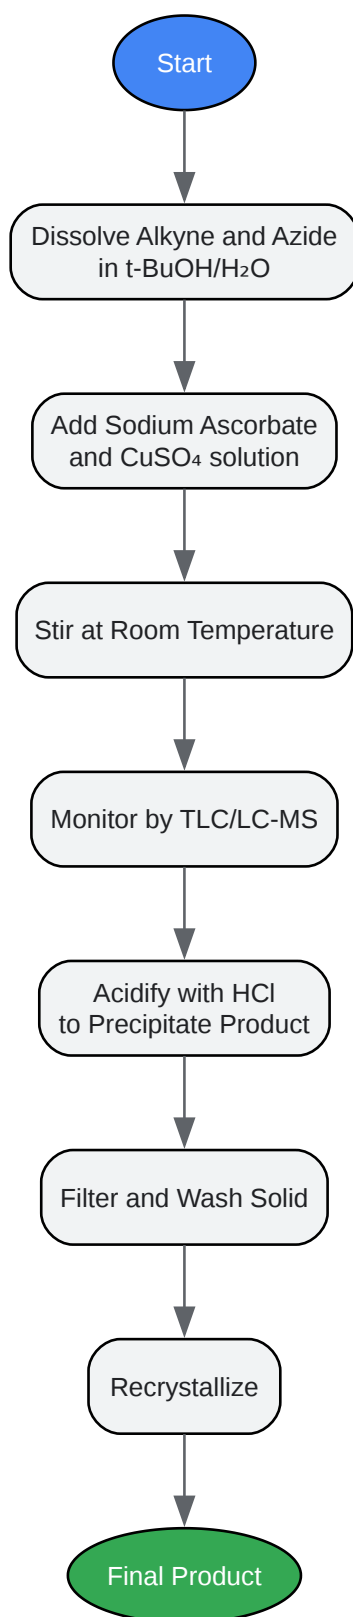 Start
Dissolve Alkyne and Azide
in t-BuOH/H₂O
Add Sodium Ascorbate
and CuSO₄ solution
Stir at Room Temperature
Monitor by TLC/LC-MS
Acidify with HCl
to Precipitate Product
Filter and Wash Solid
Recrystallize
Final Product